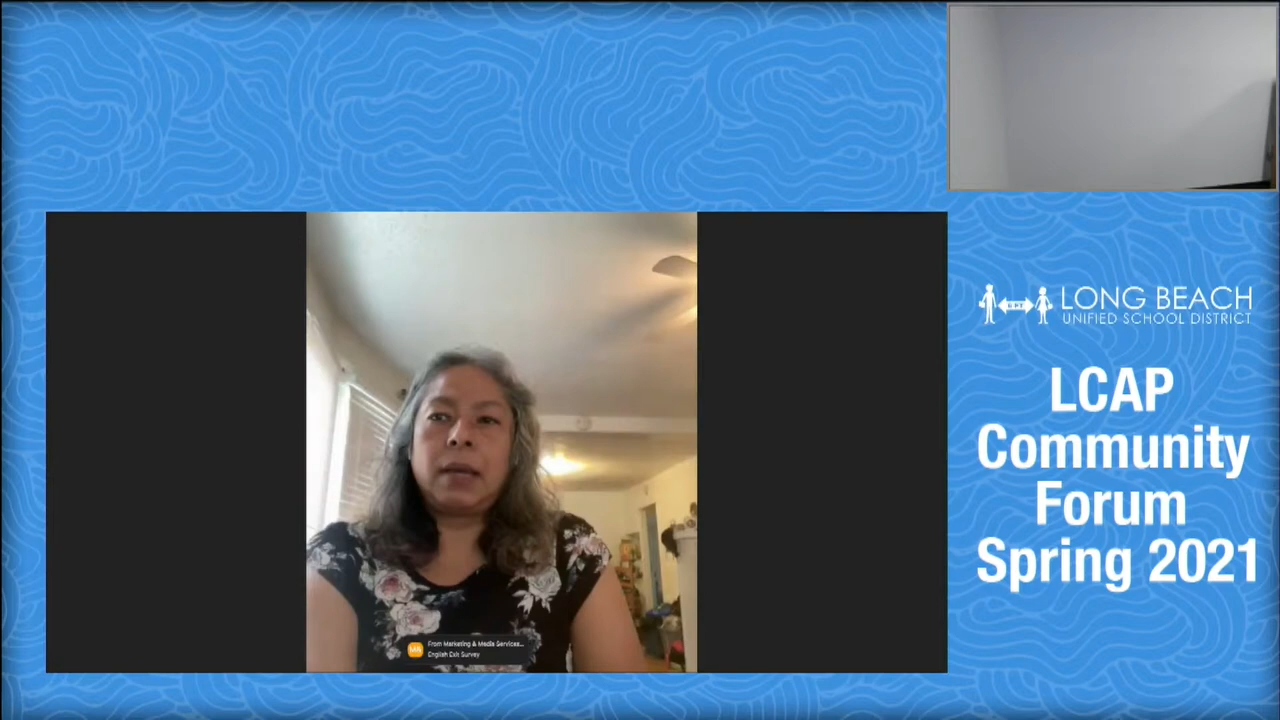 LONG BEACH
UNIFIED SCHOOL DISTRICT
LCAP
Community
Forum
Spring 2021
From Marketing & Media Services...
English Exit Survey